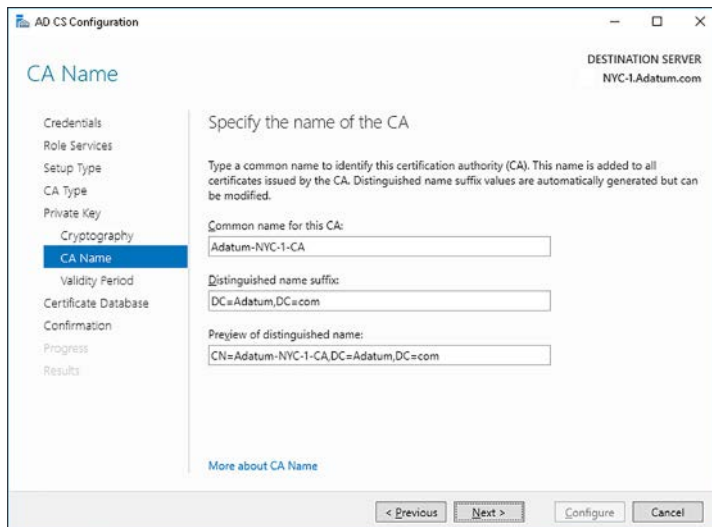 AD CS Configuration
CA Name
DESTINATION SERVER
NYC-1.Adatum.com
Credentials
Role Services
Setup Type
CA Type
Private Key
Cryptography
CA Name
Validity Period
Certificate Database
Confirmation
Progress
Results
Specify the name of the CA
Type a common name to identify this certification authority (CA). This name is added to all
certificates issued by the CA. Distinguished name suffix values are automatically generated but can
be modified.
Common name for this CA:
Adatum-NYC-1-CA
Distinguished name suffix:
DC=Adatum,DC=com
Preview of distinguished name:
CN=Adatum-NYC-1-CA,DC=Adatum,DC=com
More about CA Name
< Previous
Next >
Configure
Cancel